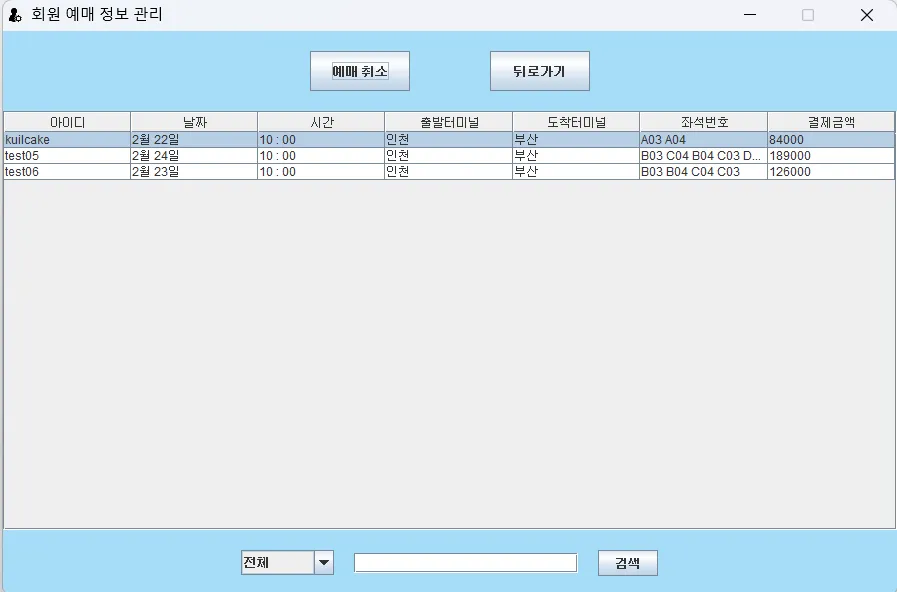 회원 예매 정보 관리
예매 취소 뒤로가기
아이디 날짜 시간 출발터미널 도착터미널 좌석번호 결제금액
kuilcake 2월 22일 10 : 00 인천 부산 A03 A04 84000
test05 2월 24일 10 : 00 인천 부산 B03 C04 B04 C03 D... 189000
test06 2월 23일 10 : 00 인천 부산 B03 B04 C04 C03 126000
전체 검색